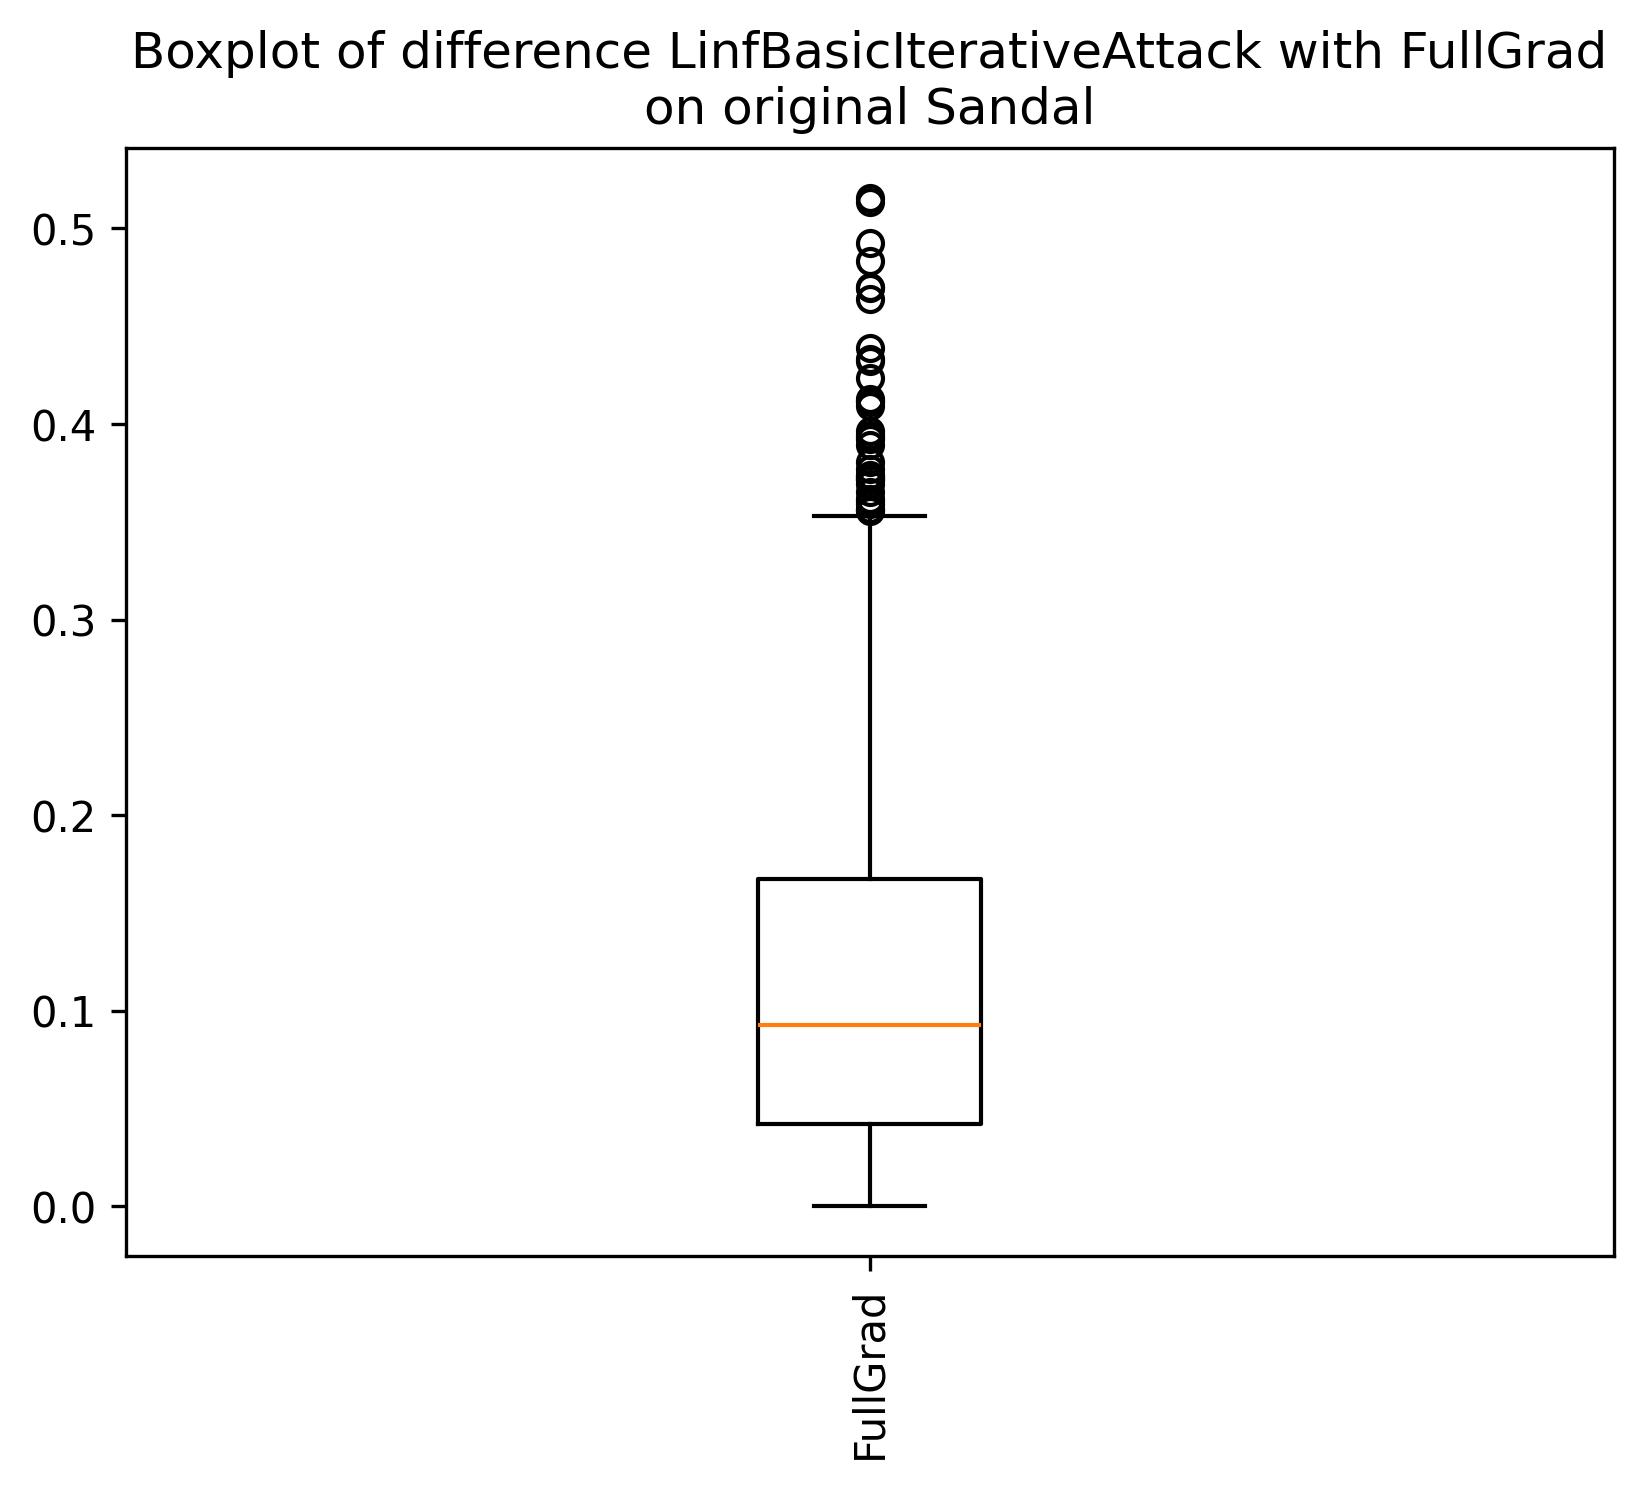 Boxplot of difference LinfBasicIterativeAttack with FullGrad
on original Sandal
0.5
0.4
0.3
0.2
0.1
0.0
FullGrad